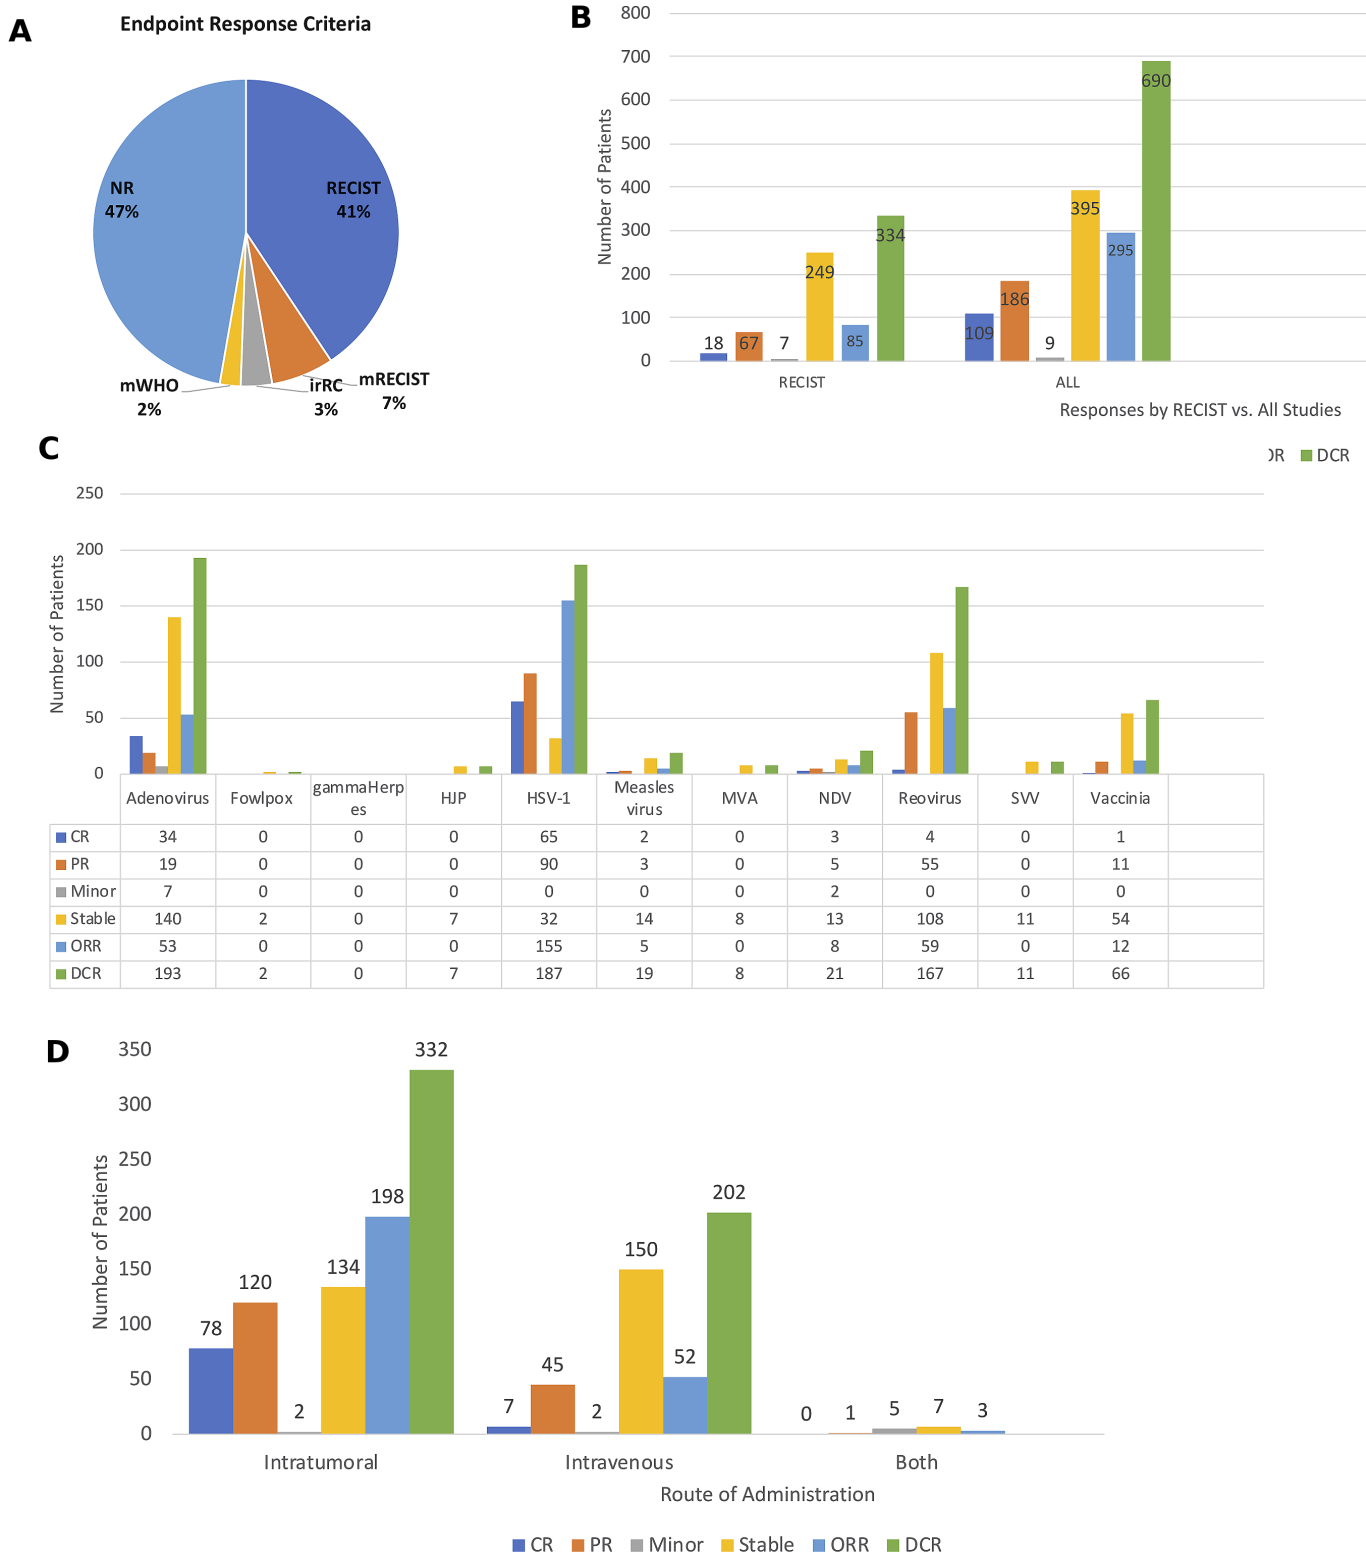 A
Endpoint Response Criteria
NR
47%
RECIST
41%
mWHO
2%
irRC
3%
mRECIST
7%
B
Number of Patients
800
700
600
500
400
300
200
100
0
18
67
7
249
85
334
109
186
9
395
295
690
RECIST
ALL
Responses by RECIST vs. All Studies
DCR
C
Number of Patients
250
200
150
100
50
0
Adenovirus Fowlpox gammaHerp HJP HSV-1 Measles MVA NDV Reovirus SVV Vaccinia
es virus
CR 34 0 0 0 65 2 0 3 4 0 1
PR 19 0 0 0 90 3 0 5 55 0 11
Minor 7 0 0 0 0 0 0 2 0 0 0
Stable 140 2 0 7 32 14 8 13 108 11 54
ORR 53 0 0 0 155 5 0 8 59 0 12
DCR 193 2 0 7 187 19 8 21 167 11 66
D
Number of Patients
350
300
250
200
150
100
50
0
78
120
2
134
198
332
7
45
2
150
52
202
0
1
5
7
3
Intratumoral
Intravenous
Both
Route of Administration
CR PR Minor Stable ORR DCR